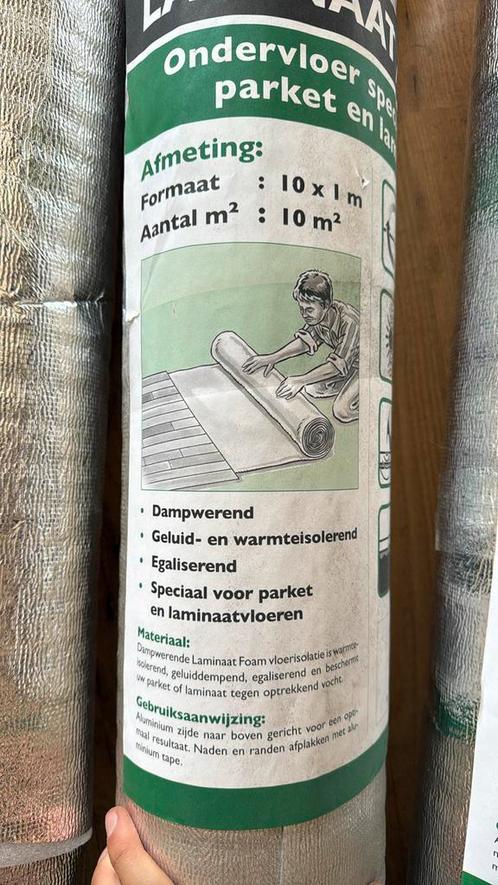 Ondervloer
parket en
Afmeting:
Formaat : 10 x 1 m
Aantal m² : 10 m²
• Dampwerend
• Geluid- en warmteisolerend
• Egaliserend
• Speciaal voor parket
en laminaatvloeren
Materiaal:
Dampwerende Laminaat Foam vloerisolatie is warmte-
isolerend, geluiddempend, egaliserend en beschermt
uw parket of laminaat tegen optrekkend vocht.
Gebruiksaanwijzing:
Aluminium zijde naar boven gericht voor een opti-
maal resultaat. Naden en randen afplakken met alu-
minium tape.